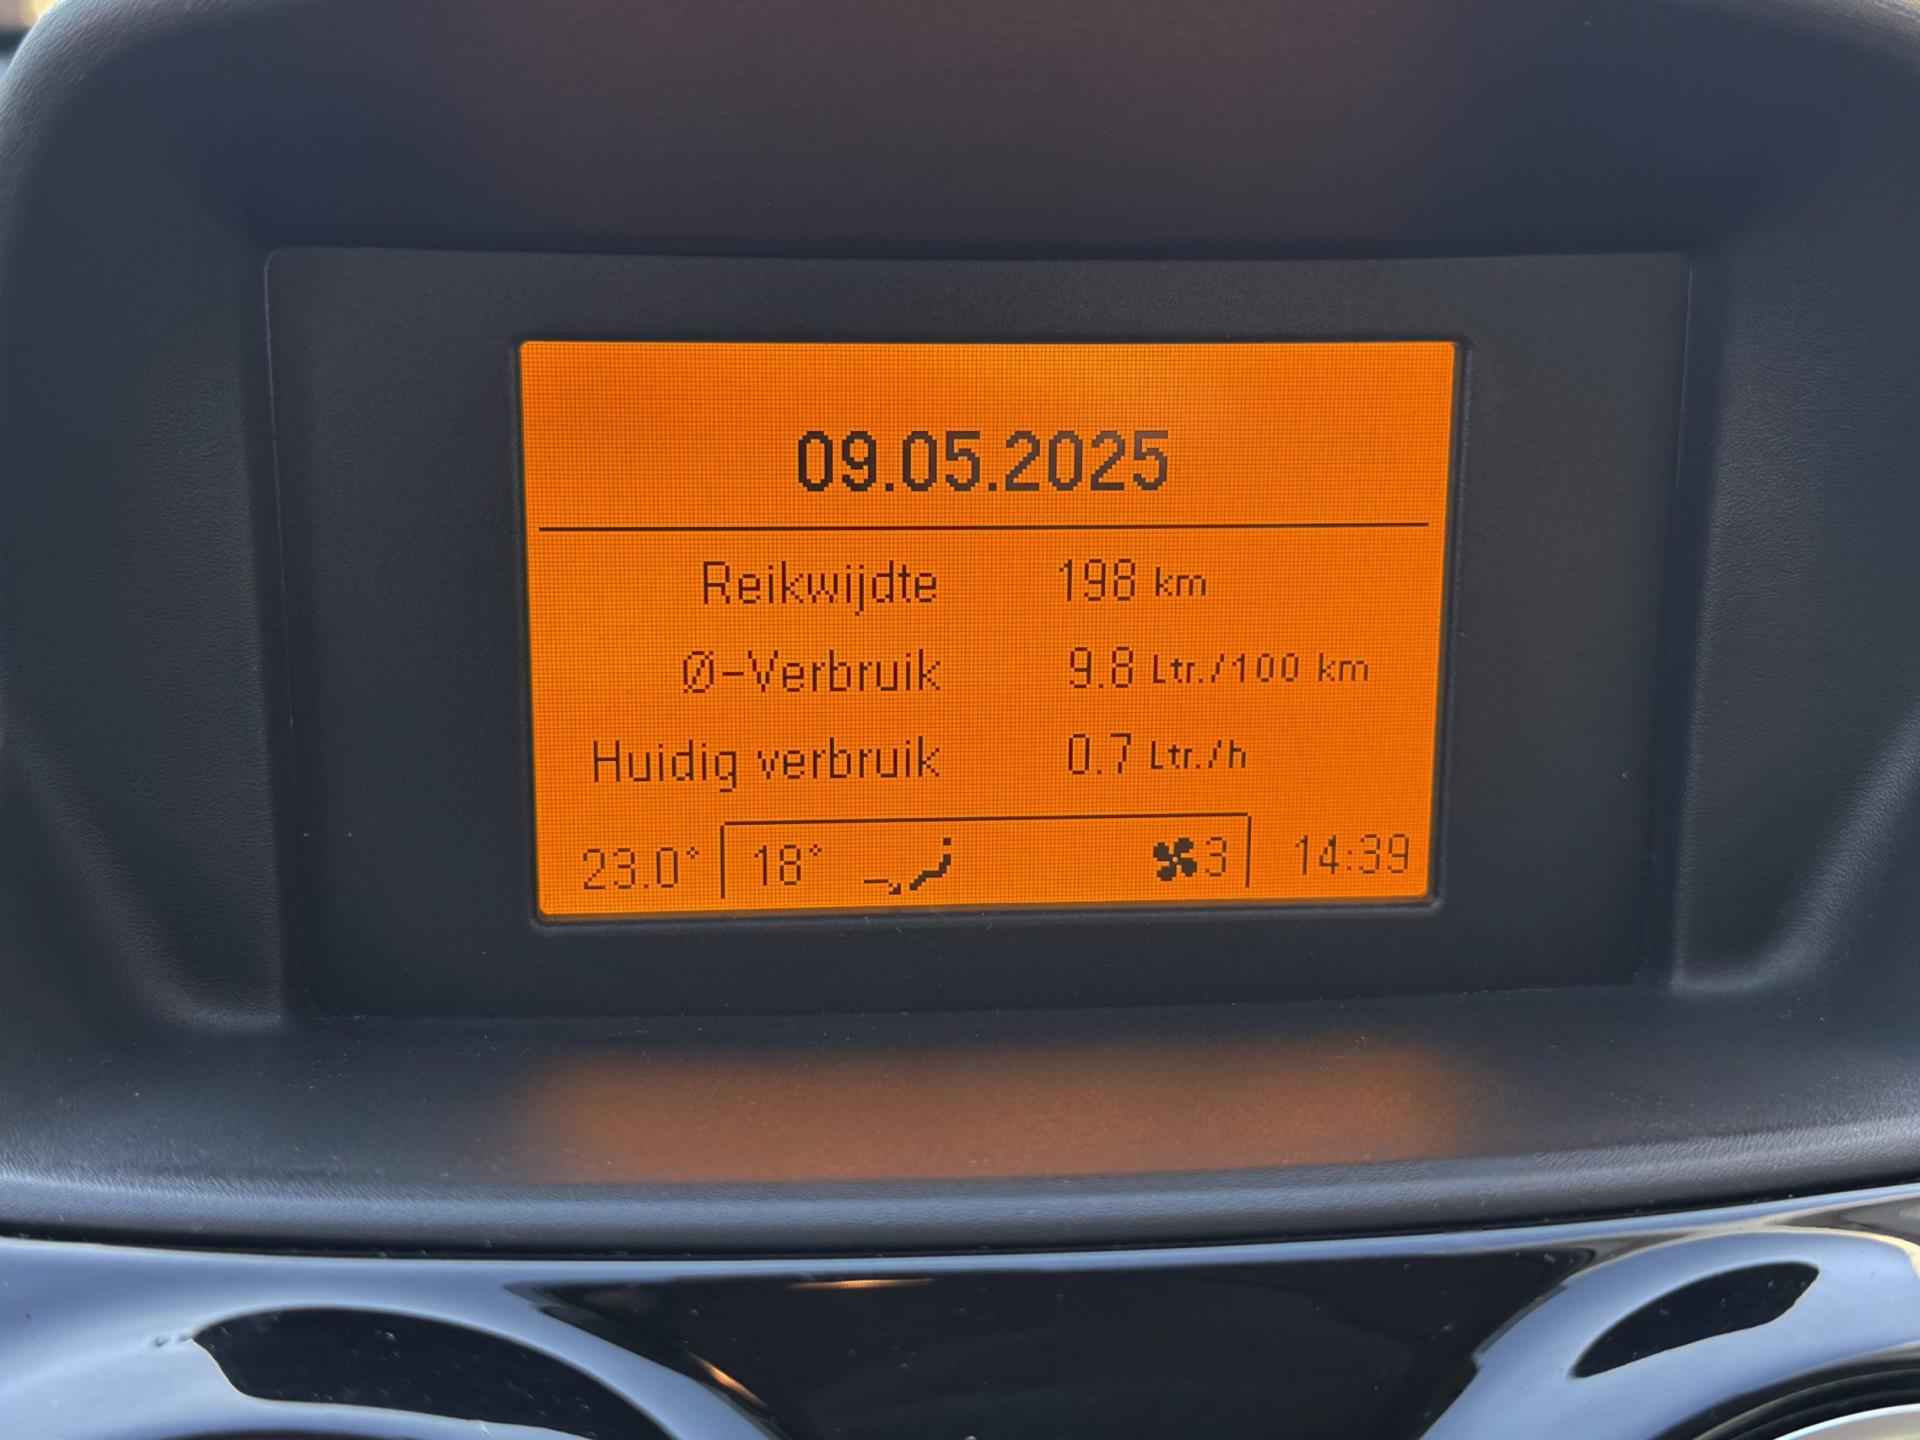 09.05.2025
Reikwijdte 198 km
Ø-Verbruik 9.8 Ltr./100 km
Huidig verbruik 0.7 Ltr./h
23.0° 18° 3 14:39